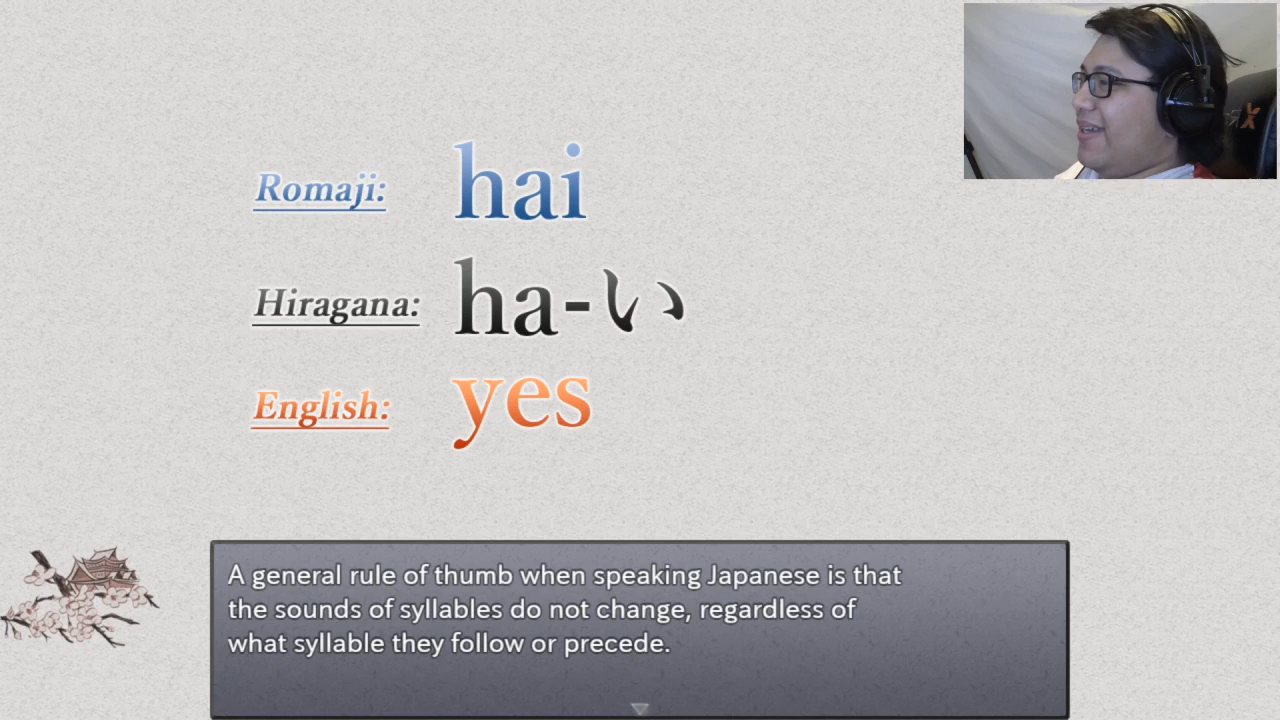 Romaji: hai
Hiragana: ha-い
English: yes
A general rule of thumb when speaking Japanese is that
the sounds of syllables do not change, regardless of
what syllable they follow or precede.